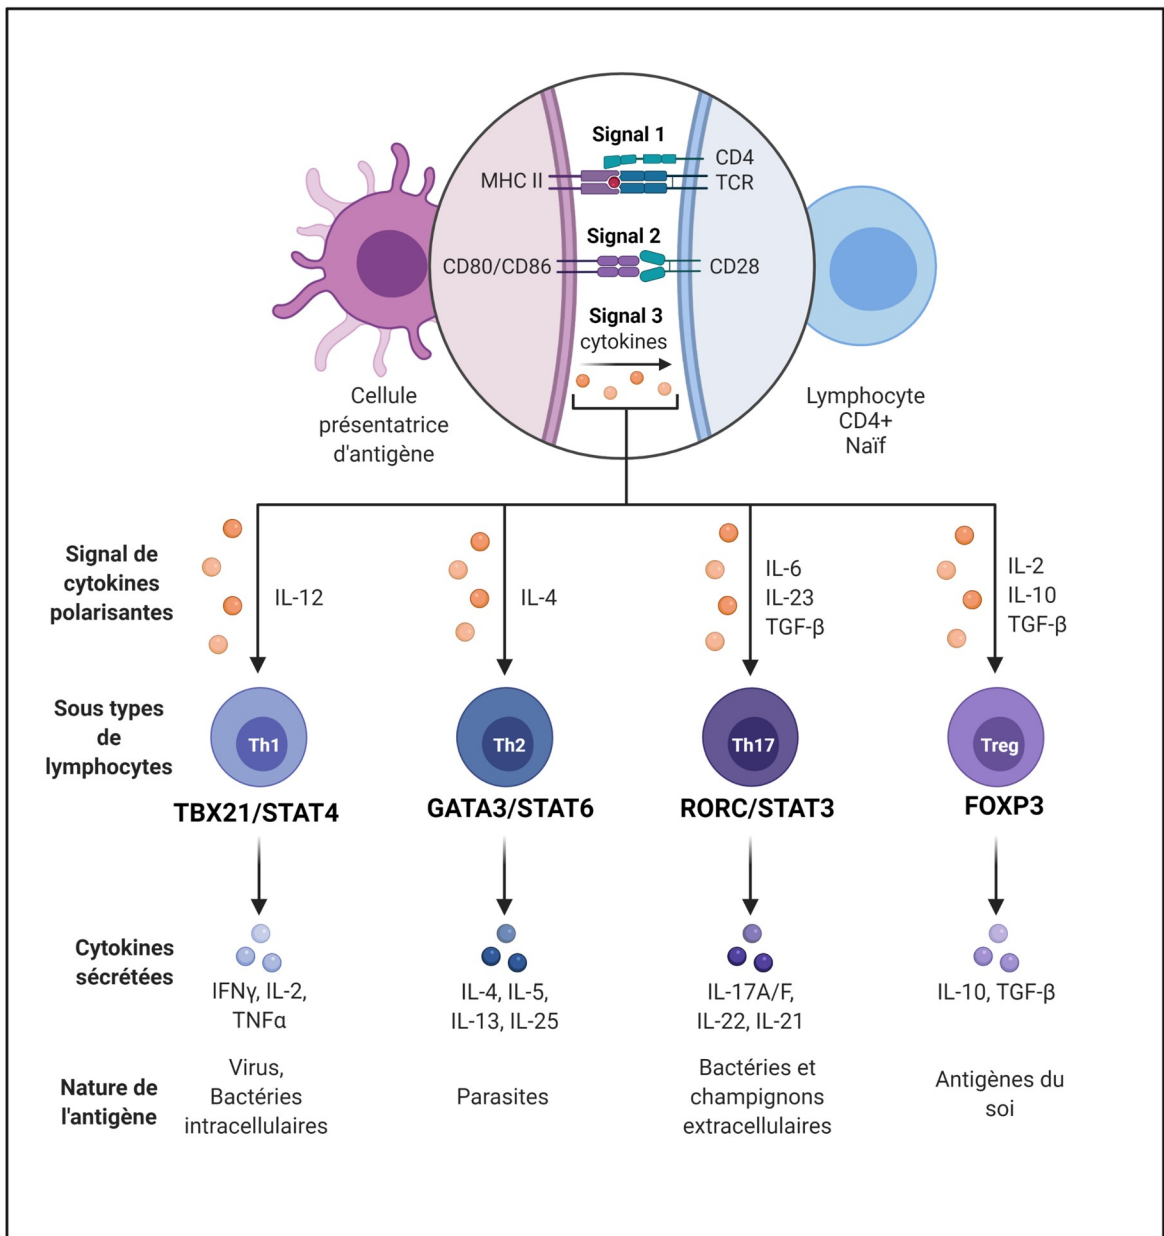 Signal 1
CD4
MHC II
TCR
Signal 2
CD80/CD86
CD28
Signal 3
cytokines
Cellule
présentatrice
d'antigène
Lymphocyte
CD4+
Naïf
Signal de
cytokines
polarisantes
IL-12
IL-4
IL-6
IL-23
TGF-β
IL-2
IL-10
TGF-β
Sous types
de
lymphocytes
Th1
Th2
Th17
Treg
TBX21/STAT4
GATA3/STAT6
RORC/STAT3
FOXP3
Cytokines
sécrétées
IFNγ, IL-2,
TNFα
IL-4, IL-5,
IL-13, IL-25
IL-17A/F,
IL-22, IL-21
IL-10, TGF-β
Nature de
l'antigène
Virus,
Bactéries
intracellulaires
Parasites
Bactéries et
champignons
extracellulaires
Antigènes du
soi